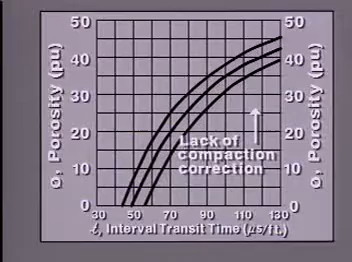 50 50
40 40
30 30
20 20
10 10
0 0
Ø, Porosity (pu)
Ø, Porosity (pu)
Lack of
compaction
correction
30 50 70 90 110 130
t, Interval Transit Time (µs/ft.)